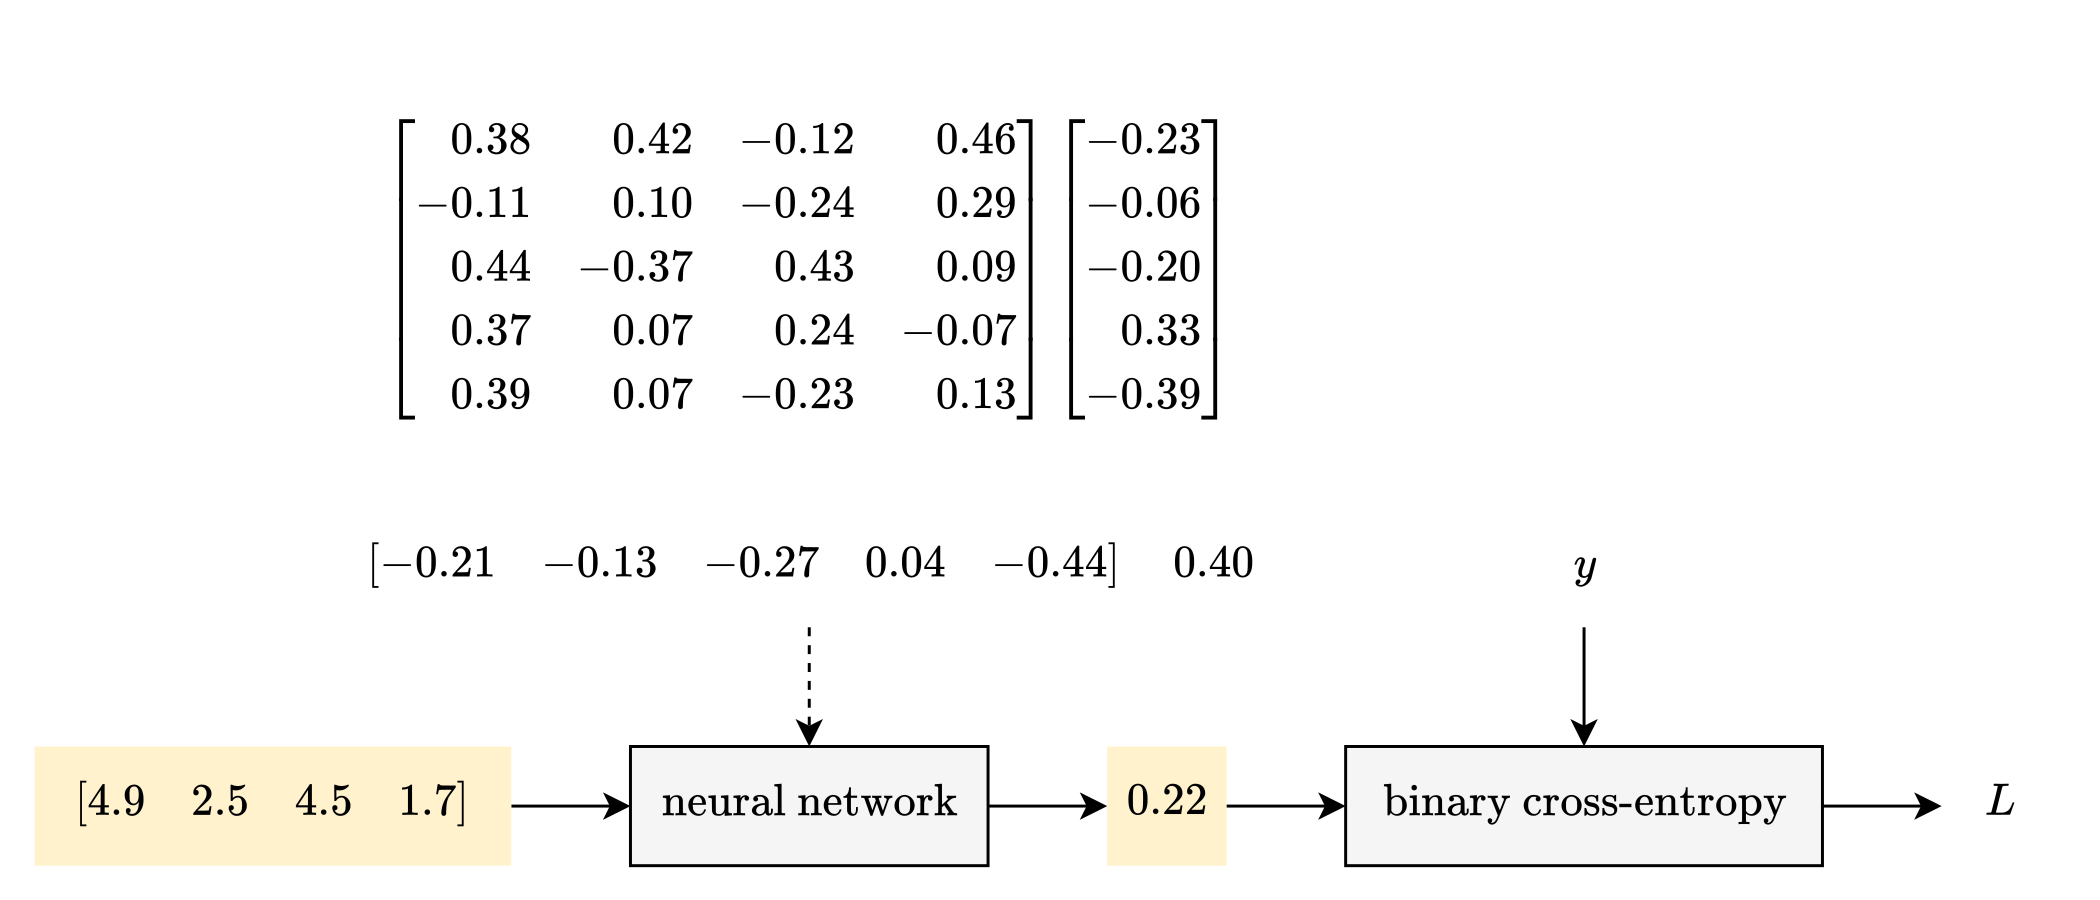 0.38 0.42 −0.12 0.46 −0.23
−0.11 0.10 −0.24 0.29 −0.06
0.44 −0.37 0.43 0.09 −0.20
0.37 0.07 0.24 −0.07 0.33
0.39 0.07 −0.23 0.13 −0.39
[−0.21 −0.13 −0.27 0.04 −0.44] 0.40
y
[4.9 2.5 4.5 1.7]
neural network
0.22
binary cross-entropy
L